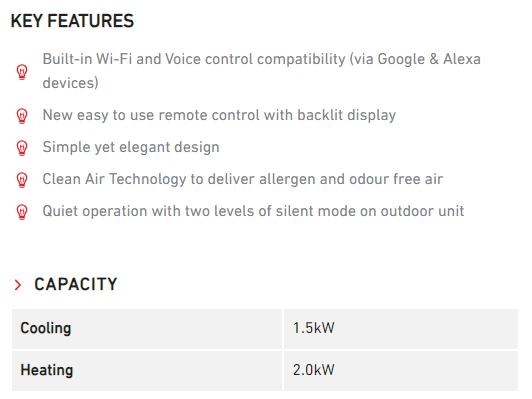 KEY FEATURES
Built-in Wi-Fi and Voice control compatibility (via Google & Alexa
devices)
New easy to use remote control with backlit display
Simple yet elegant design
Clean Air Technology to deliver allergen and odour free air
Quiet operation with two levels of silent mode on outdoor unit
CAPACITY
Cooling 1.5kW
Heating 2.0kW